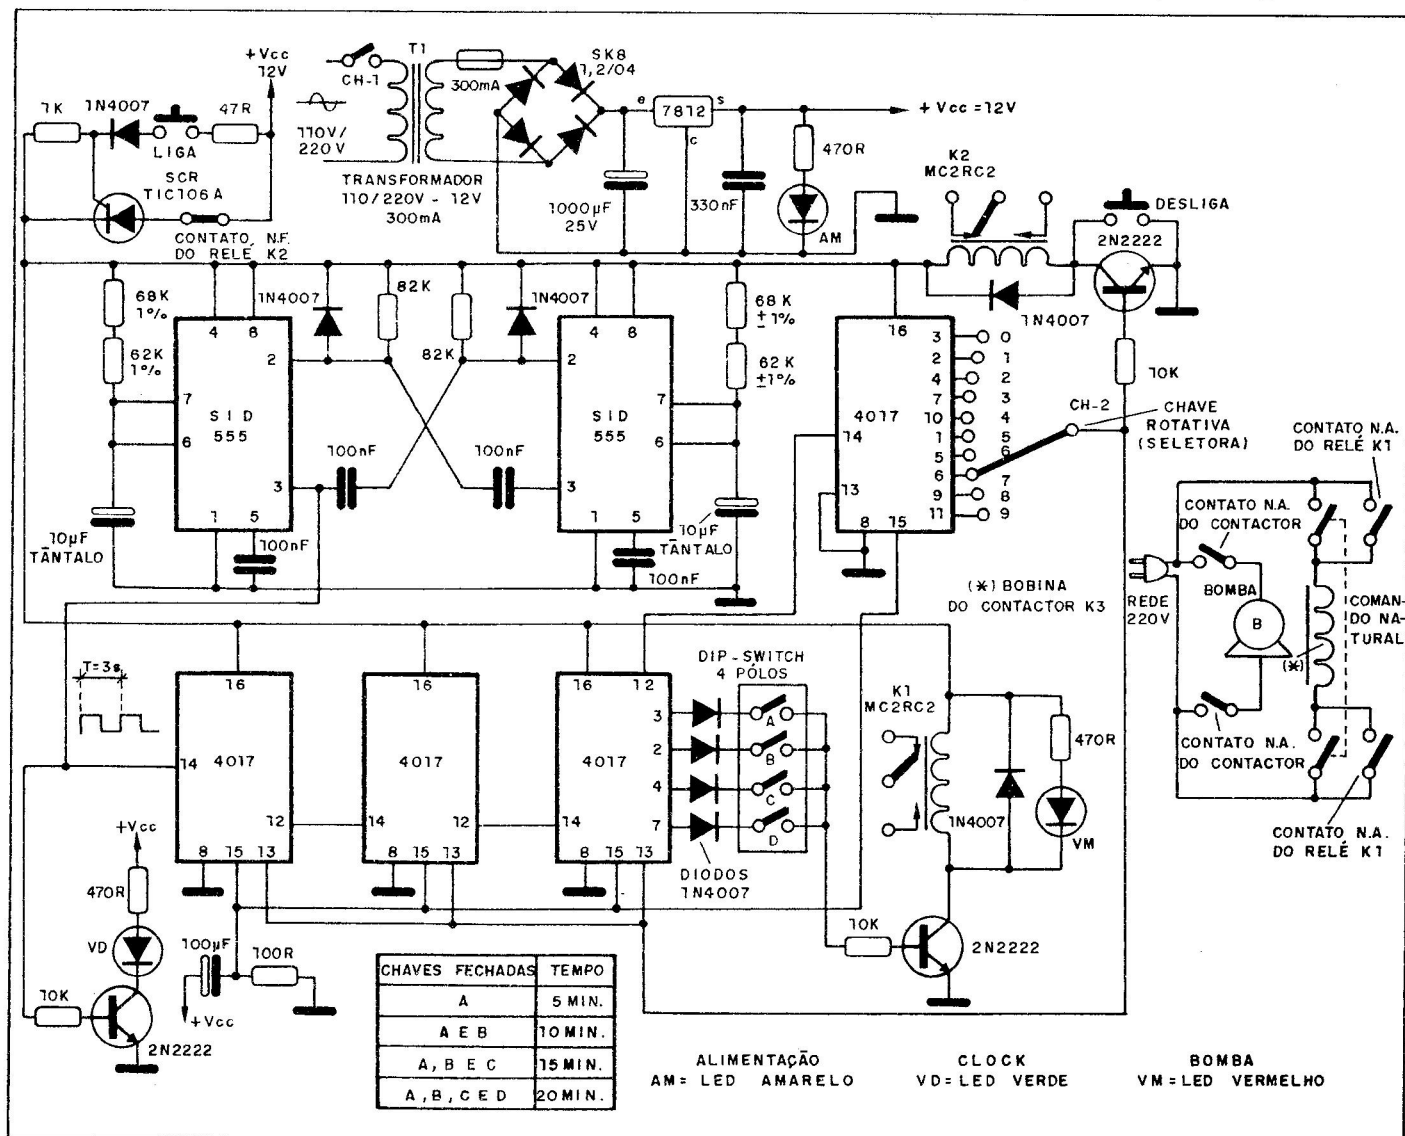 +Vcc
12V
1K
1N4007
47R
LIGA
SCR
TIC106A
CONTATO, N.F.
DO RELÉ K2
CH-1
110V/
220V
T1
300mA
TRANSFORMADOR
110/220V - 12V
300mA
SK8
1,2/04
e
7812
s
c
+Vcc=12V
1000µF
25V
330nF
470R
AM
K2
MC2RC2
DESLIGA
2N2222
1N4007
10K
68K
1%
62K
1%
4
8
2
7
6
3
1
5
SID
555
10µF
TÂNTALO
100nF
1N4007
82K
82K
1N4007
100nF
100nF
4
8
2
7
6
3
1
5
SID
555
100nF
68K
±1%
62K
±1%
10µF
TÂNTALO
16
4017
14
13
8
15
3 0
2 1
4 2
7 3
10 4
1 5
5 6
6 7
9 8
11 9
CH-2
CHAVE
ROTATIVA
(SELETORA)
CONTATO N.A.
DO RELÉ K1
CONTATO N.A.
DO CONTACTOR
REDE
220V
BOMBA
B
(*)
COMAN-
DO NA-
TURAL
CONTATO N.A.
DO CONTACTOR
CONTATO N.A.
DO RELÉ K1
(*) BOBINA
DO CONTACTOR K3
T=3s
16
4017
14
12
8
15
13
16
4017
14
12
8
15
13
16
12
4017
14
3
2
4
7
8
15
13
DIP-SWITCH
4 PÓLOS
A
B
C
D
DIODOS
1N4007
K1
MC2RC2
1N4007
470R
VM
10K
2N2222
+Vcc
470R
VD
10K
2N2222
100µF
+Vcc
100R
CHAVES FECHADAS TEMPO
A 5 MIN.
A E B 10 MIN.
A, B E C 15 MIN.
A, B, C E D 20 MIN.
ALIMENTAÇÃO
AM= LED AMARELO
CLOCK
VD=LED VERDE
BOMBA
VM=LED VERMELHO